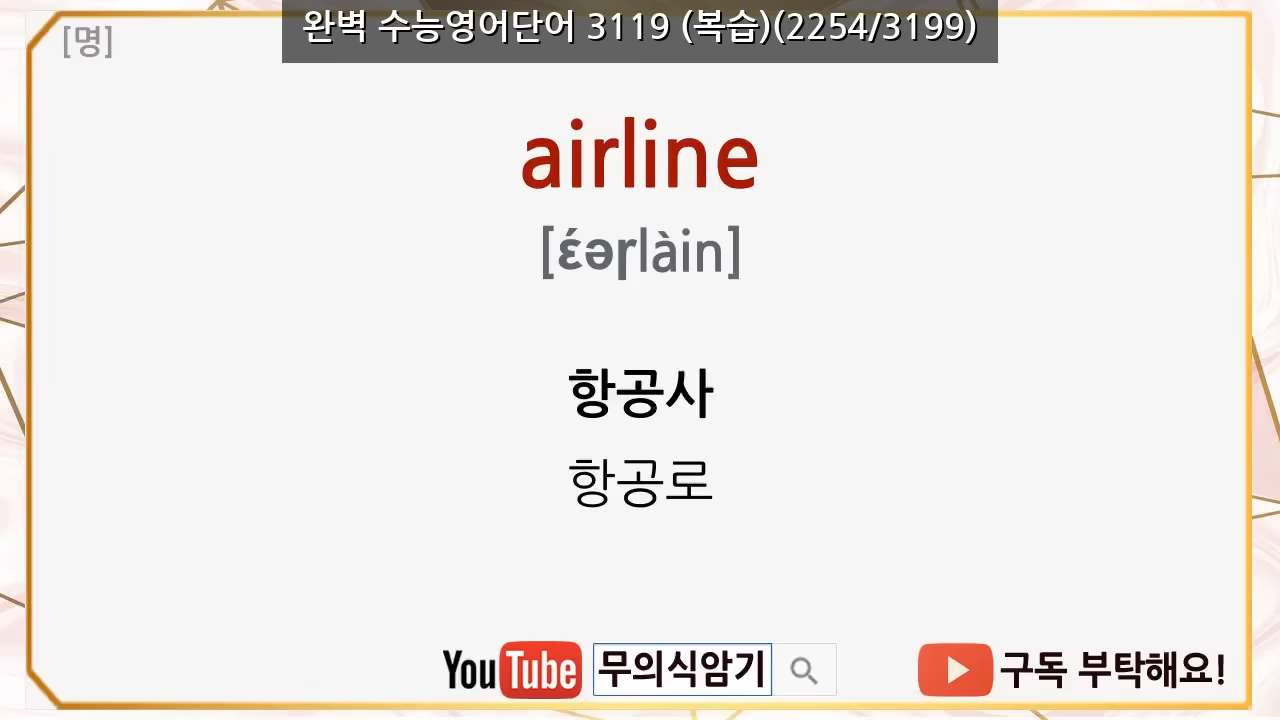 완벽 수능영어단어 3119 (복습)(2254/3199)
[명]
airline
[ɛ́əɼlàin]
항공사
항공로
YouTube 무의식암기 구독 부탁해요!